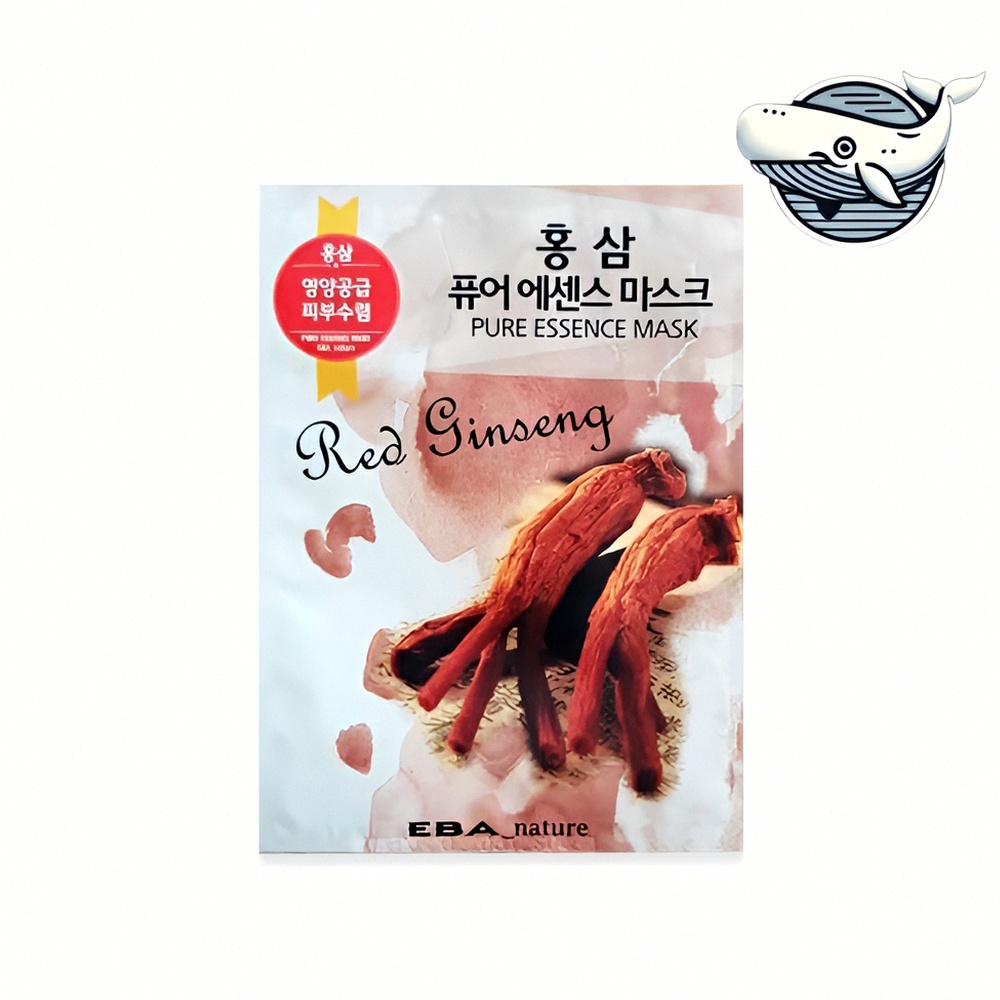 홍삼
영양공급
피부수렴
홍 삼
퓨어 에센스 마스크
PURE ESSENCE MASK
Red Ginseng
EBA nature